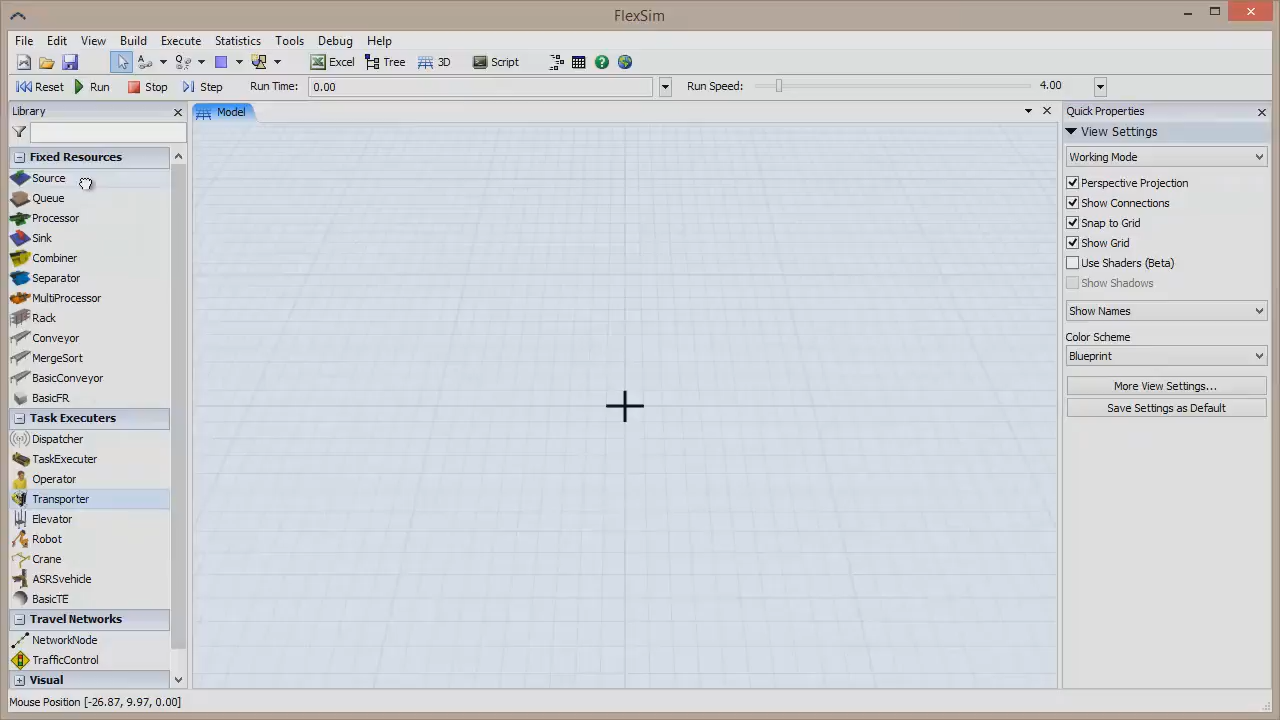 FlexSim
File Edit View Build Execute Statistics Tools Debug Help
Excel Tree 3D Script
Reset Run Stop Step Run Time: 0.00 Run Speed: 4.00
Library
Model
Quick Properties
View Settings
Fixed Resources
Working Mode
Source
Perspective Projection
Queue
Show Connections
Processor
Snap to Grid
Sink
Show Grid
Combiner
Use Shaders (Beta)
Separator
Show Shadows
MultiProcessor
Rack
Show Names
Conveyor
Color Scheme
MergeSort
Blueprint
BasicConveyor
More View Settings...
BasicFR
Save Settings as Default
Task Executers
Dispatcher
TaskExecuter
Operator
Transporter
Elevator
Robot
Crane
ASRSvehicle
BasicTE
Travel Networks
NetworkNode
TrafficControl
Visual
Mouse Position [-26.87, 9.97, 0.00]